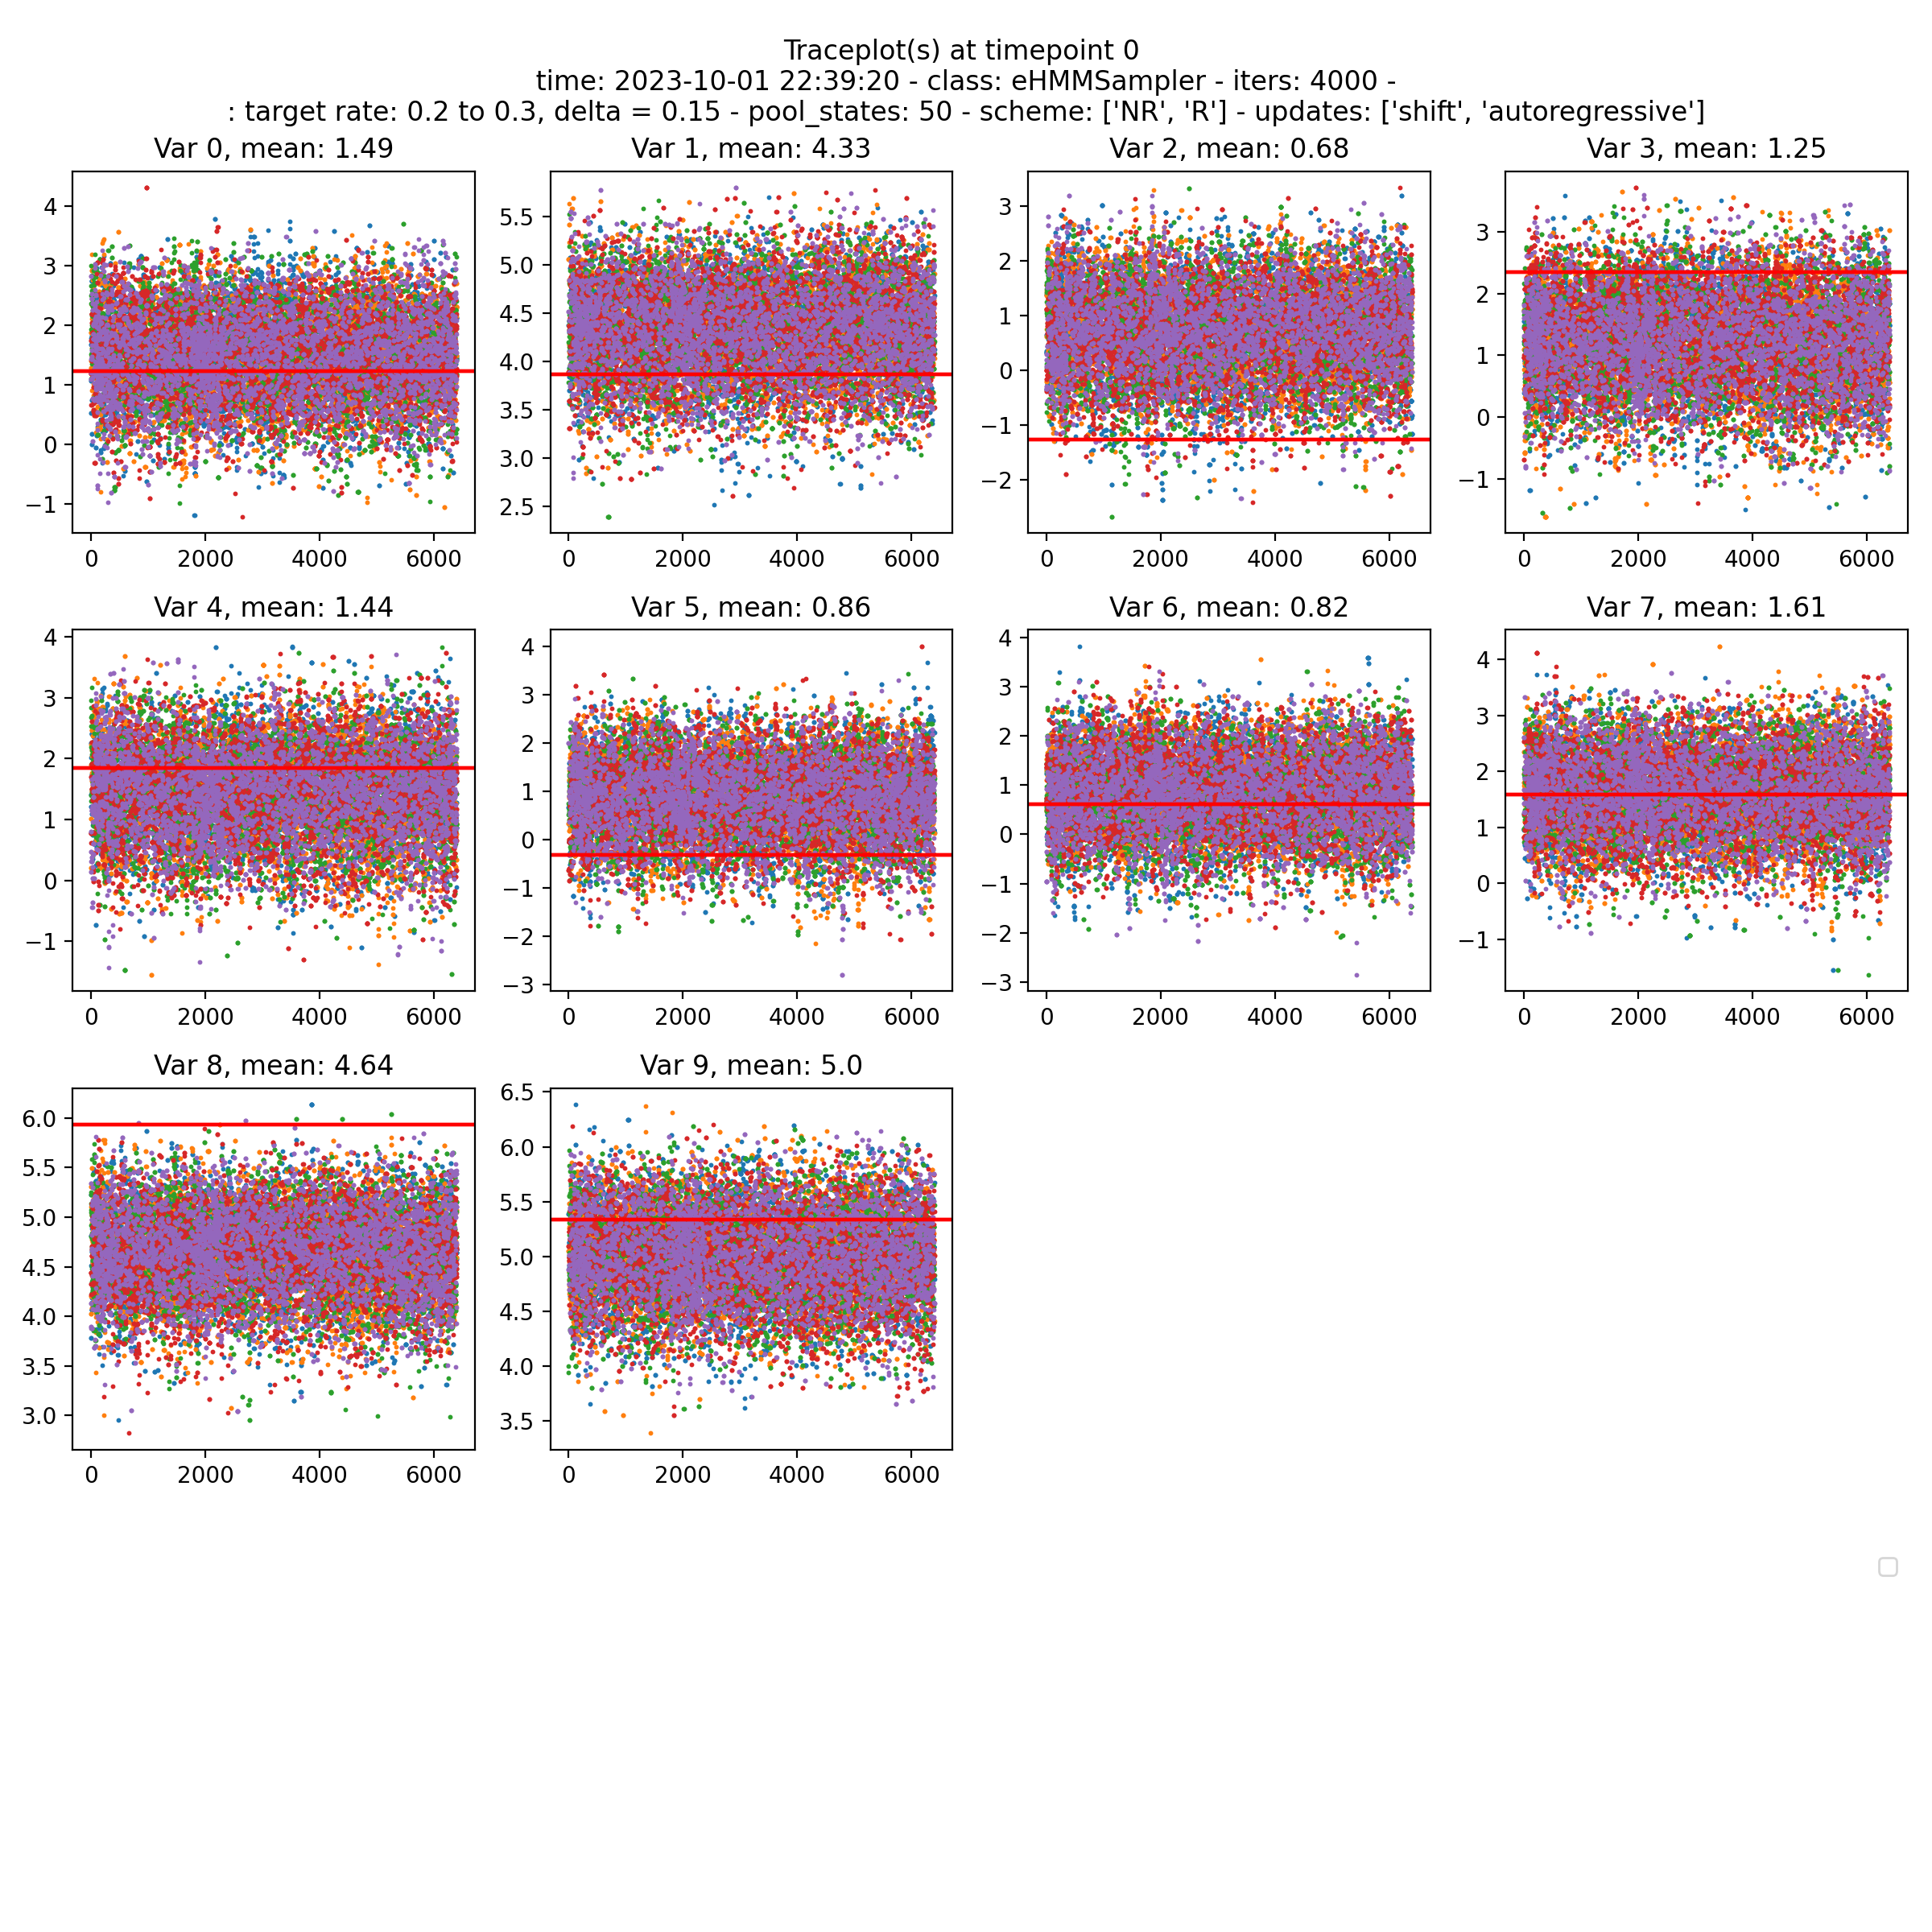 Traceplot(s) at timepoint 0
time: 2023-10-01 22:39:20 - class: eHMMSampler - iters: 4000 -
: target rate: 0.2 to 0.3, delta = 0.15 - pool_states: 50 - scheme: ['NR', 'R'] - updates: ['shift', 'autoregressive']
Var 0, mean: 1.49
4
3
2
1
0
−1
0 2000 4000 6000
Var 1, mean: 4.33
5.5
5.0
4.5
4.0
3.5
3.0
2.5
0 2000 4000 6000
Var 2, mean: 0.68
3
2
1
0
−1
−2
0 2000 4000 6000
Var 3, mean: 1.25
3
2
1
0
−1
0 2000 4000 6000
Var 4, mean: 1.44
4
3
2
1
0
−1
0 2000 4000 6000
Var 5, mean: 0.86
4
3
2
1
0
−1
−2
−3
0 2000 4000 6000
Var 6, mean: 0.82
4
3
2
1
0
−1
−2
−3
0 2000 4000 6000
Var 7, mean: 1.61
4
3
2
1
0
−1
0 2000 4000 6000
Var 8, mean: 4.64
6.0
5.5
5.0
4.5
4.0
3.5
3.0
0 2000 4000 6000
Var 9, mean: 5.0
6.5
6.0
5.5
5.0
4.5
4.0
3.5
0 2000 4000 6000